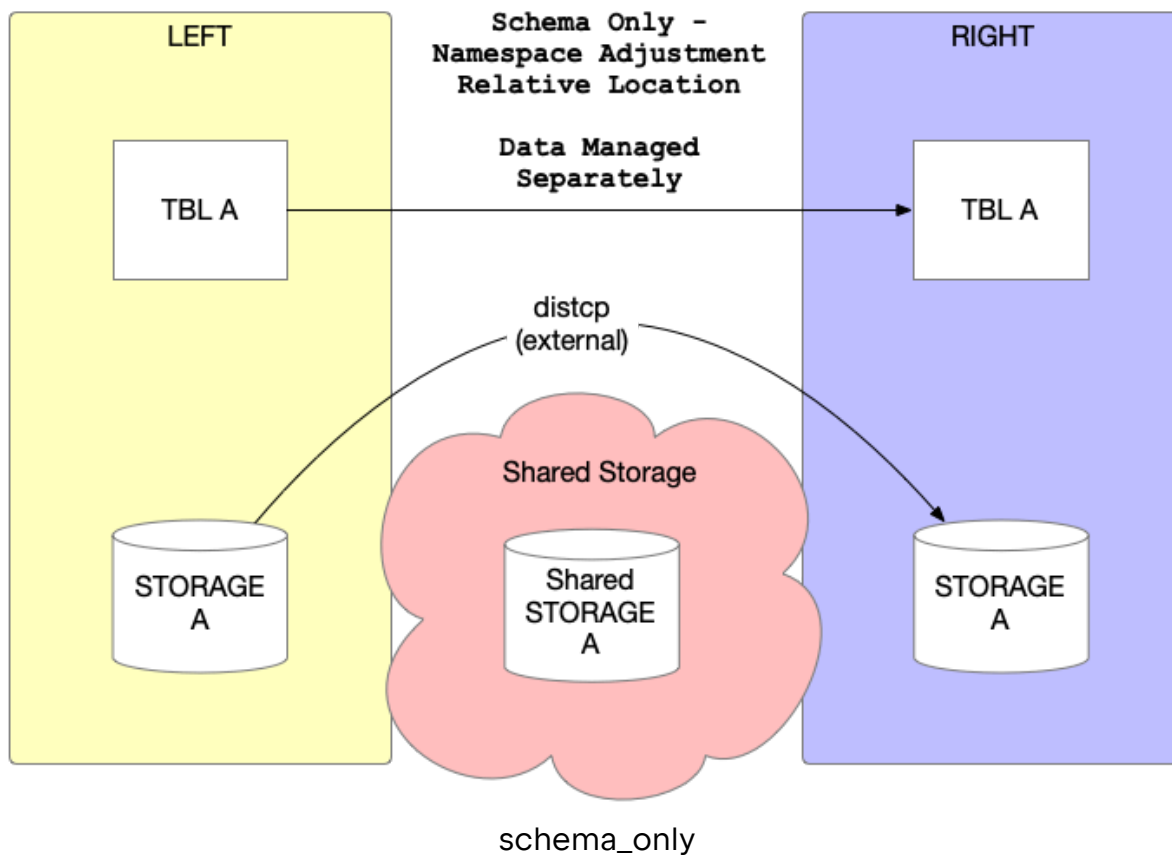 LEFT
Schema Only -
Namespace Adjustment
Relative Location
Data Managed
Separately
RIGHT
TBL A
TBL A
distcp
(external)
Shared Storage
STORAGE
A
Shared
STORAGE
A
STORAGE
A
schema_only